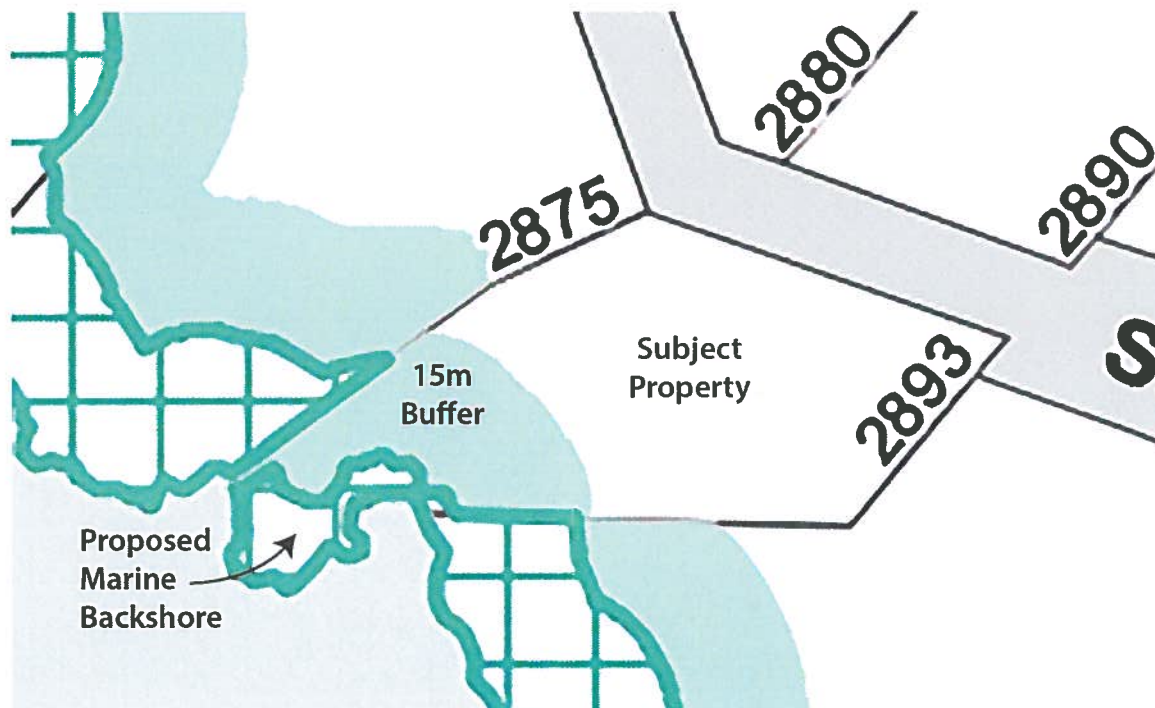 2880
2890
2875
Subject
Property
2893
S
15m
Buffer
Proposed
Marine
Backshore